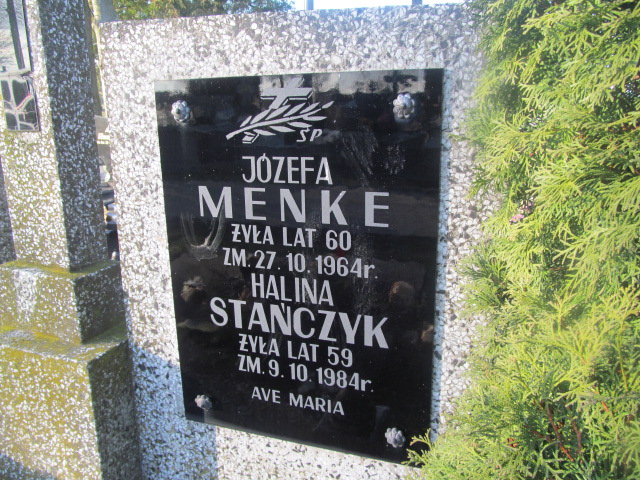 ŚP
JÓZEFA
MENKE
ŻYŁA LAT 60
ZM. 27. 10. 1964r.
HALINA
STAŃCZYK
ŻYŁA LAT 59
ZM. 9. 10. 1984r.
AVE MARIA